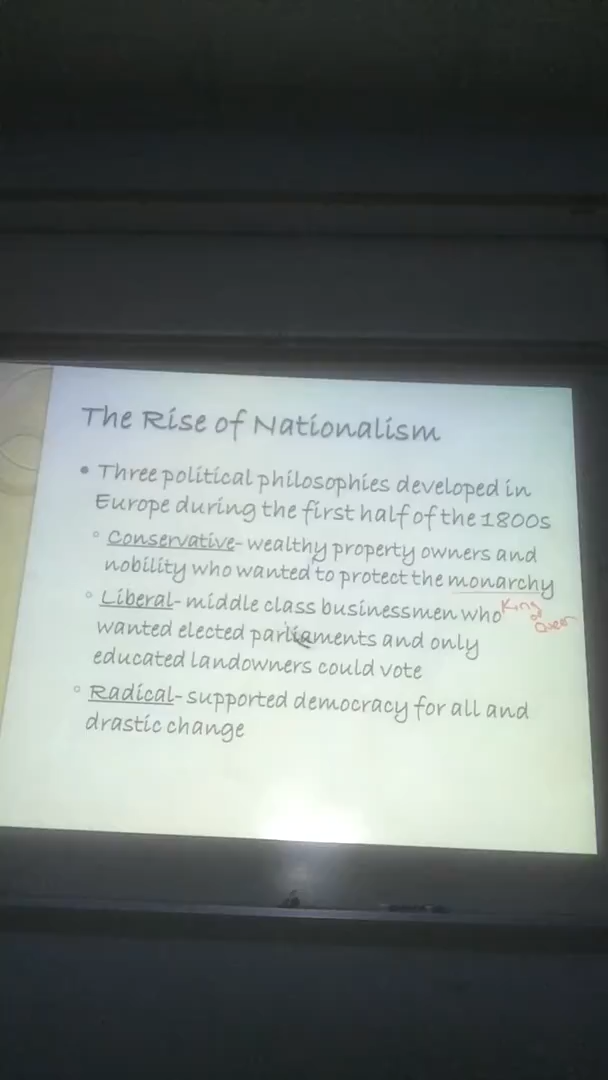 The Rise of Nationalism
• Three political philosophies developed in
Europe during the first half of the 1800s
◦ Conservative- wealthy property owners and
nobility who wanted to protect the monarchy
◦ Liberal- middle class businessmen who
King
wanted elected parliaments and only
educated landowners could vote
◦ Radical- supported democracy for all and
drastic change